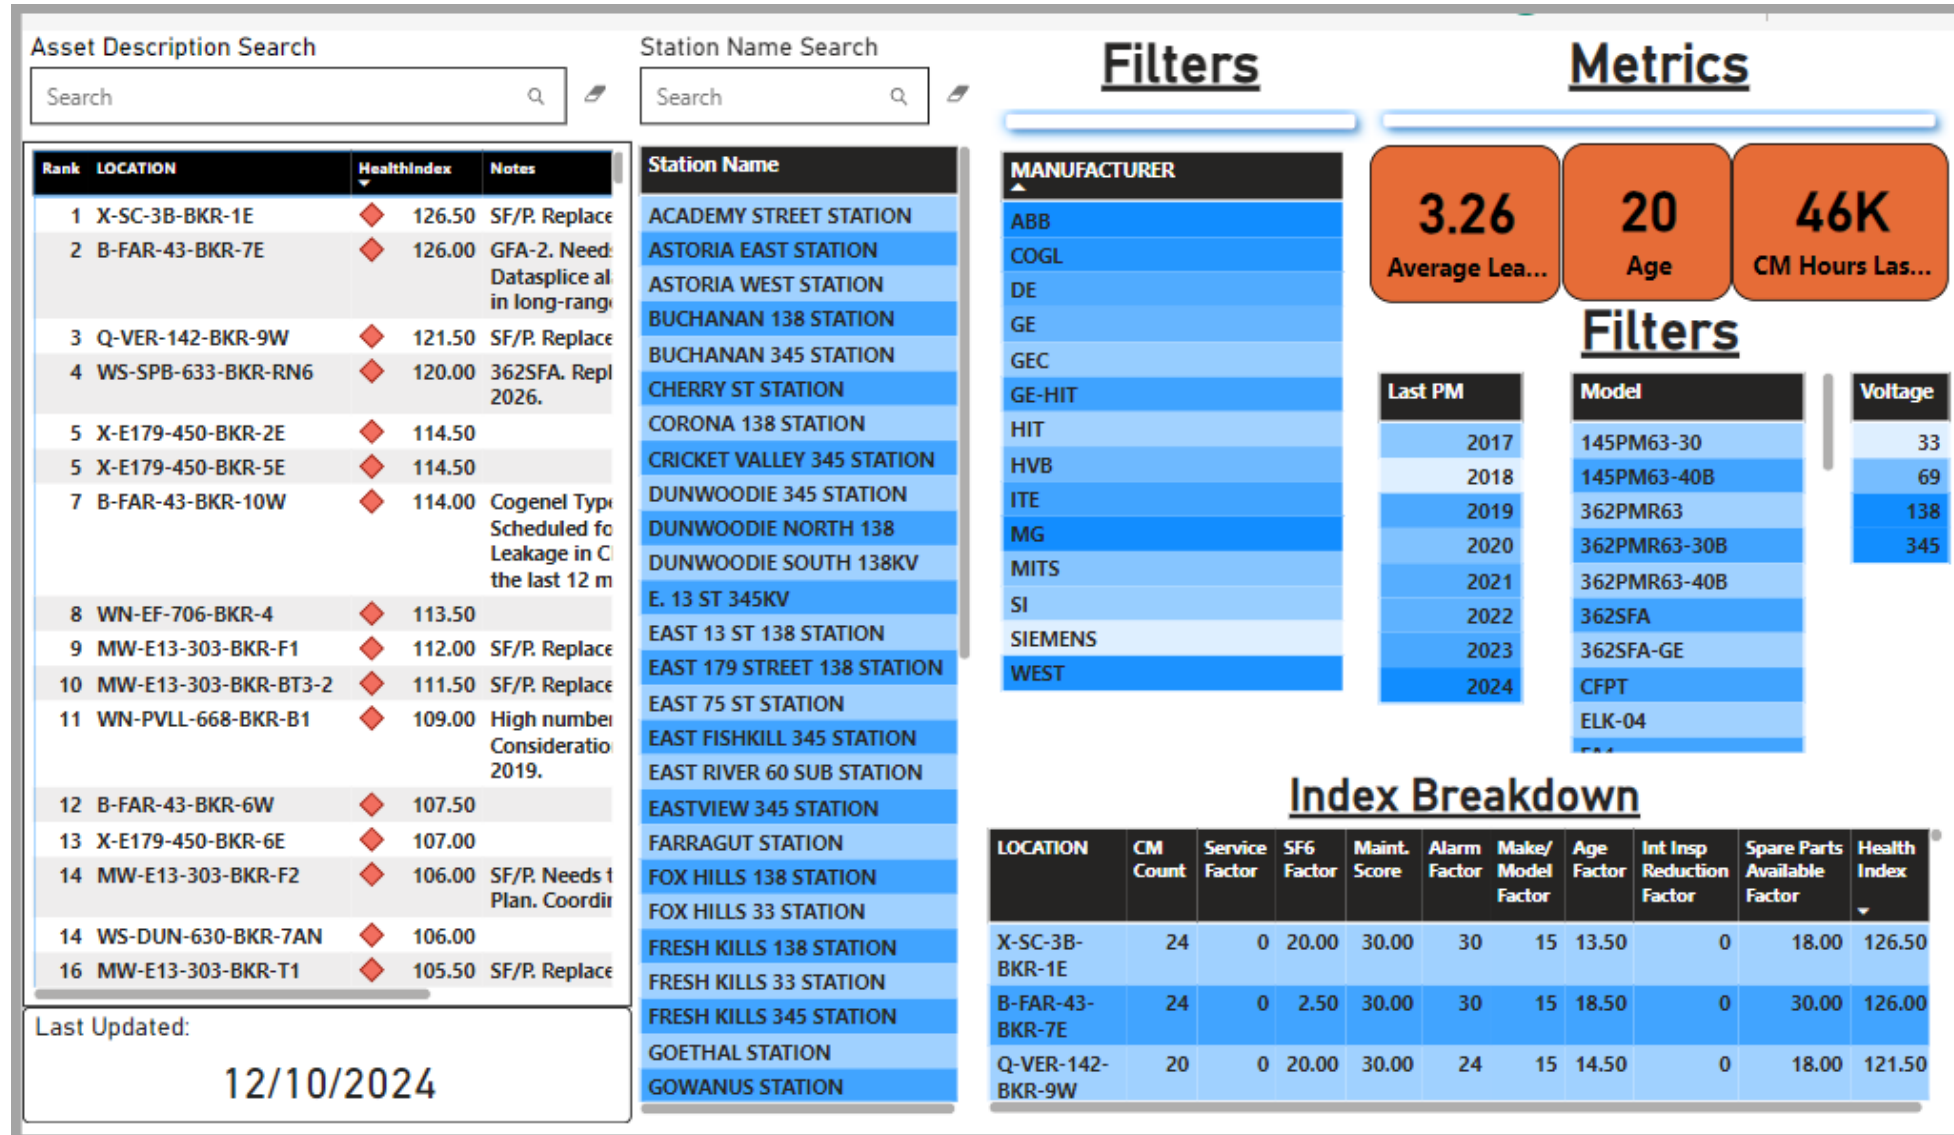 Asset Description Search
Search
Station Name Search
Search
Filters
Metrics
Rank LOCATION HealthIndex Notes
1 X-SC-3B-BKR-1E 126.50 SF/P. Replace
2 B-FAR-43-BKR-7E 126.00 GFA-2. Need
Datasplice al
in long-rang
3 Q-VER-142-BKR-9W 121.50 SF/P. Replace
4 WS-SPB-633-BKR-RN6 120.00 362SFA. Repl
2026.
5 X-E179-450-BKR-2E 114.50
5 X-E179-450-BKR-5E 114.50
7 B-FAR-43-BKR-10W 114.00 Cogenel Type
Scheduled fo
Leakage in C
the last 12 m
8 WN-EF-706-BKR-4 113.50
9 MW-E13-303-BKR-F1 112.00 SF/P. Replace
10 MW-E13-303-BKR-BT3-2 111.50 SF/P. Replace
11 WN-PVLL-668-BKR-B1 109.00 High number
Consideratio
2019.
12 B-FAR-43-BKR-6W 107.50
13 X-E179-450-BKR-6E 107.00
14 MW-E13-303-BKR-F2 106.00 SF/P. Needs t
Plan. Coordin
14 WS-DUN-630-BKR-7AN 106.00
16 MW-E13-303-BKR-T1 105.50 SF/P. Replace
Last Updated:
12/10/2024
Station Name
ACADEMY STREET STATION
ASTORIA EAST STATION
ASTORIA WEST STATION
BUCHANAN 138 STATION
BUCHANAN 345 STATION
CHERRY ST STATION
CORONA 138 STATION
CRICKET VALLEY 345 STATION
DUNWOODIE 345 STATION
DUNWOODIE NORTH 138
DUNWOODIE SOUTH 138KV
E. 13 ST 345KV
EAST 13 ST 138 STATION
EAST 179 STREET 138 STATION
EAST 75 ST STATION
EAST FISHKILL 345 STATION
EAST RIVER 60 SUB STATION
EASTVIEW 345 STATION
FARRAGUT STATION
FOX HILLS 138 STATION
FOX HILLS 33 STATION
FRESH KILLS 138 STATION
FRESH KILLS 33 STATION
FRESH KILLS 345 STATION
GOETHAL STATION
GOWANUS STATION
MANUFACTURER
ABB
COGL
DE
GE
GEC
GE-HIT
HIT
HVB
ITE
MG
MITS
SI
SIEMENS
WEST
3.26
Average Lea...
20
Age
46K
CM Hours Las...
Filters
Last PM
2017
2018
2019
2020
2021
2022
2023
2024
Model
145PM63-30
145PM63-40B
362PMR63
362PMR63-30B
362PMR63-40B
362SFA
362SFA-GE
CFPT
ELK-04
Voltage
33
69
138
345
Index Breakdown
LOCATION CM Count Service Factor SF6 Factor Maint. Score Alarm Factor Make/ Model Factor Age Factor Int Insp Reduction Factor Spare Parts Available Factor Health Index
X-SC-3B- 24 0 20.00 30.00 30 15 13.50 0 18.00 126.50
BKR-1E
B-FAR-43- 24 0 2.50 30.00 30 15 18.50 0 30.00 126.00
BKR-7E
Q-VER-142- 20 0 20.00 30.00 24 15 14.50 0 18.00 121.50
BKR-9W